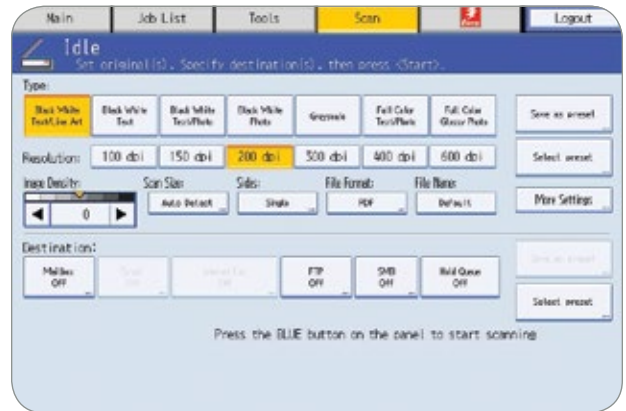 Main Job List Tools Scan Logout
Idle
Set original(s). Specify destination(s), then press <Start>.
Type:
Black White Text/Line Art
Black White Text
Black White Text/Photo
Black White Photo
Greyscale
Full Color Text/Photo
Full Color Glossy Photo
Save as preset
Resolution: 100 dpi 150 dpi 200 dpi 300 dpi 400 dpi 600 dpi Select preset
Image Density: Scan Size: Sides: File Format: File Name:
0 Auto Detect Single PDF Default More Settings
Destination:
Mailbox OFF
FTP OFF
SMB OFF
Hold Queue OFF
Save as preset
Select preset
Press the BLUE button on the panel to start scanning